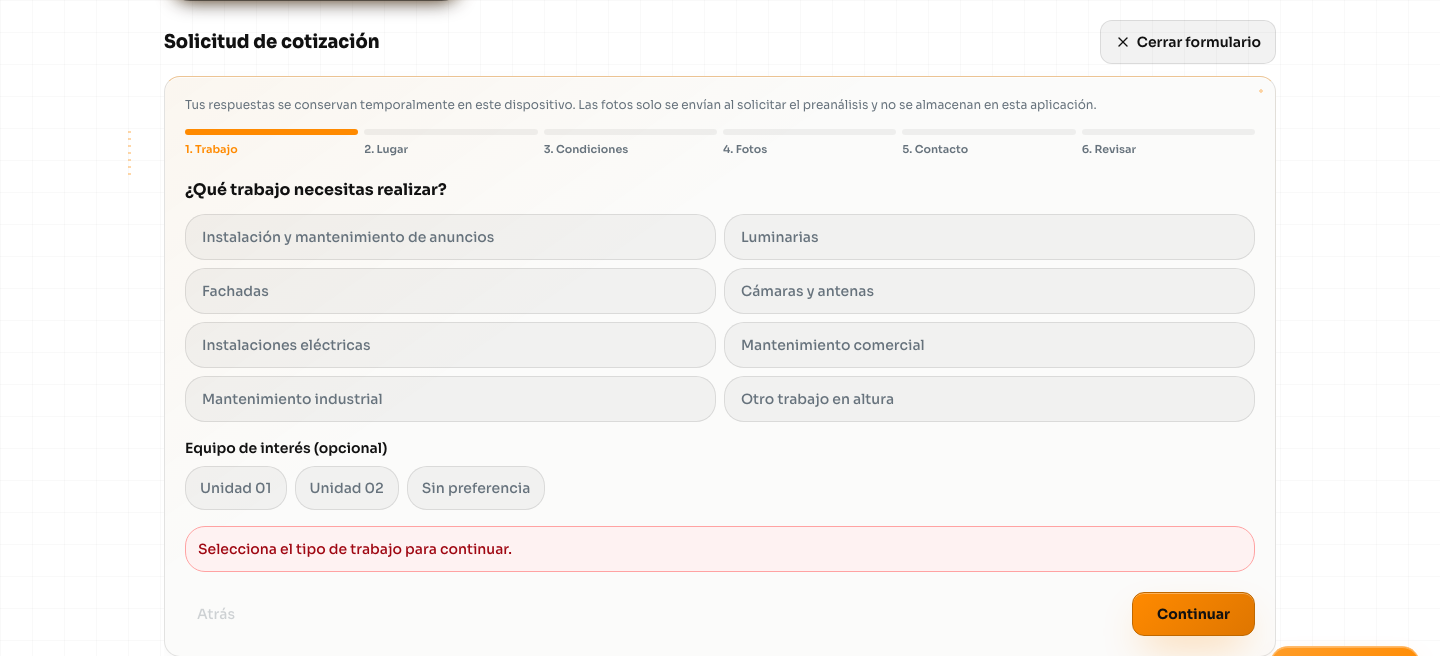 Solicitud de cotización
Cerrar formulario
Tus respuestas se conservan temporalmente en este dispositivo. Las fotos solo se envían al solicitar el preanálisis y no se almacenan en esta aplicación.
1. Trabajo
2. Lugar
3. Condiciones
4. Fotos
5. Contacto
6. Revisar
¿Qué trabajo necesitas realizar?
Instalación y mantenimiento de anuncios
Luminarias
Fachadas
Cámaras y antenas
Instalaciones eléctricas
Mantenimiento comercial
Mantenimiento industrial
Otro trabajo en altura
Equipo de interés (opcional)
Unidad 01
Unidad 02
Sin preferencia
Selecciona el tipo de trabajo para continuar.
Atrás
Continuar